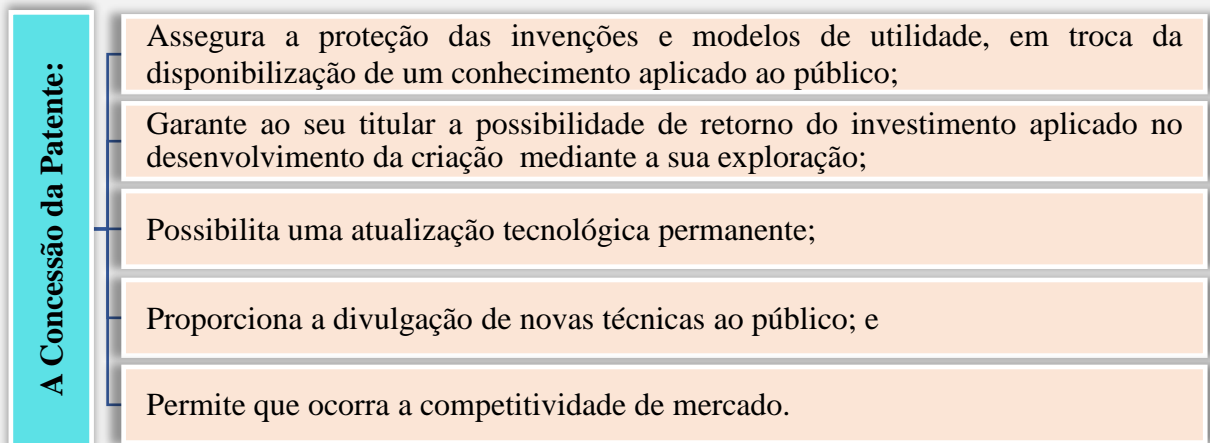 A Concessão da Patente:
Assegura a proteção das invenções e modelos de utilidade, em troca da
disponibilização de um conhecimento aplicado ao público;
Garante ao seu titular a possibilidade de retorno do investimento aplicado no
desenvolvimento da criação mediante a sua exploração;
Possibilita uma atualização tecnológica permanente;
Proporciona a divulgação de novas técnicas ao público; e
Permite que ocorra a competitividade de mercado.